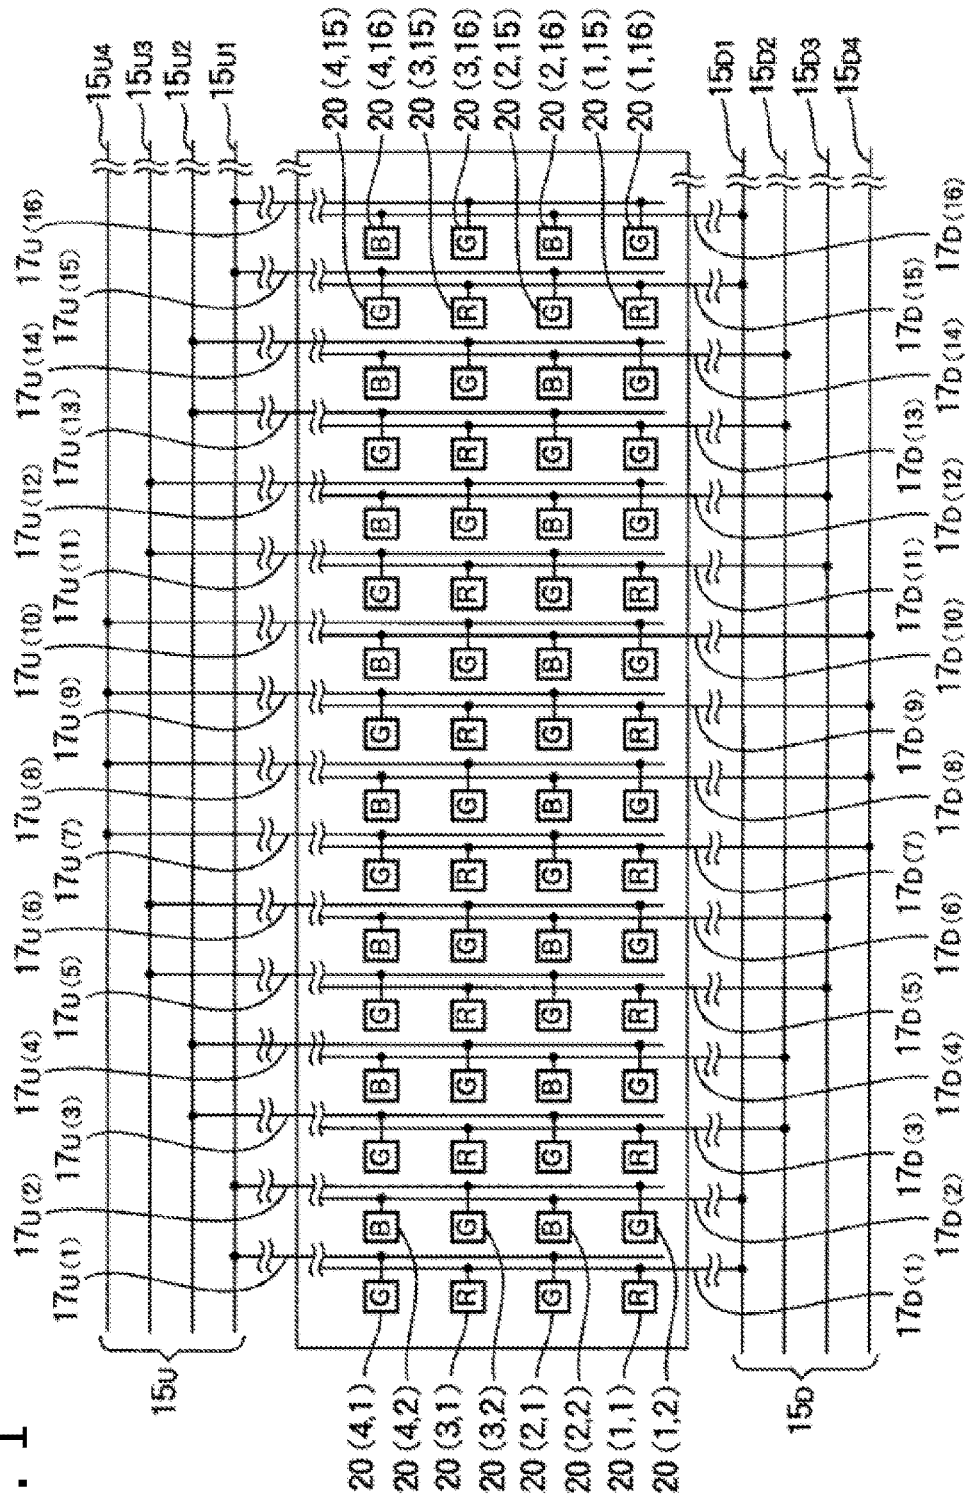 . 1
17U(2) 17U(4) 17U(6) 17U(8) 17U(10) 17U(12) 17U(14) 17U(16)
17U(1) 17U(3) 17U(5) 17U(7) 17U(9) 17U(11) 17U(13) 17U(15)
15U4
15U3
15U
15U2
15U1
20 (4,15)
20 (4,1)
G B G B G B G B G B G B G B G B
20 (4,2)
20 (4,16)
20 (3,15)
20 (3,1)
R G R G R G R G R G R G R G R G
20 (3,2)
20 (3,16)
20 (2,15)
20 (2,1)
G B G B G B G B G B G B G B G B
20 (2,2)
20 (2,16)
20 (1,15)
20 (1,1)
R G R G R G R G R G R G G G R G
20 (1,2)
20 (1,16)
15D1
15D2
15D
15D3
15D4
17D(1) 17D(3) 17D(5) 17D(7) 17D(9) 17D(11) 17D(13) 17D(15)
17D(2) 17D(4) 17D(6) 17D(8) 17D(10) 17D(12) 17D(14) 17D(16)